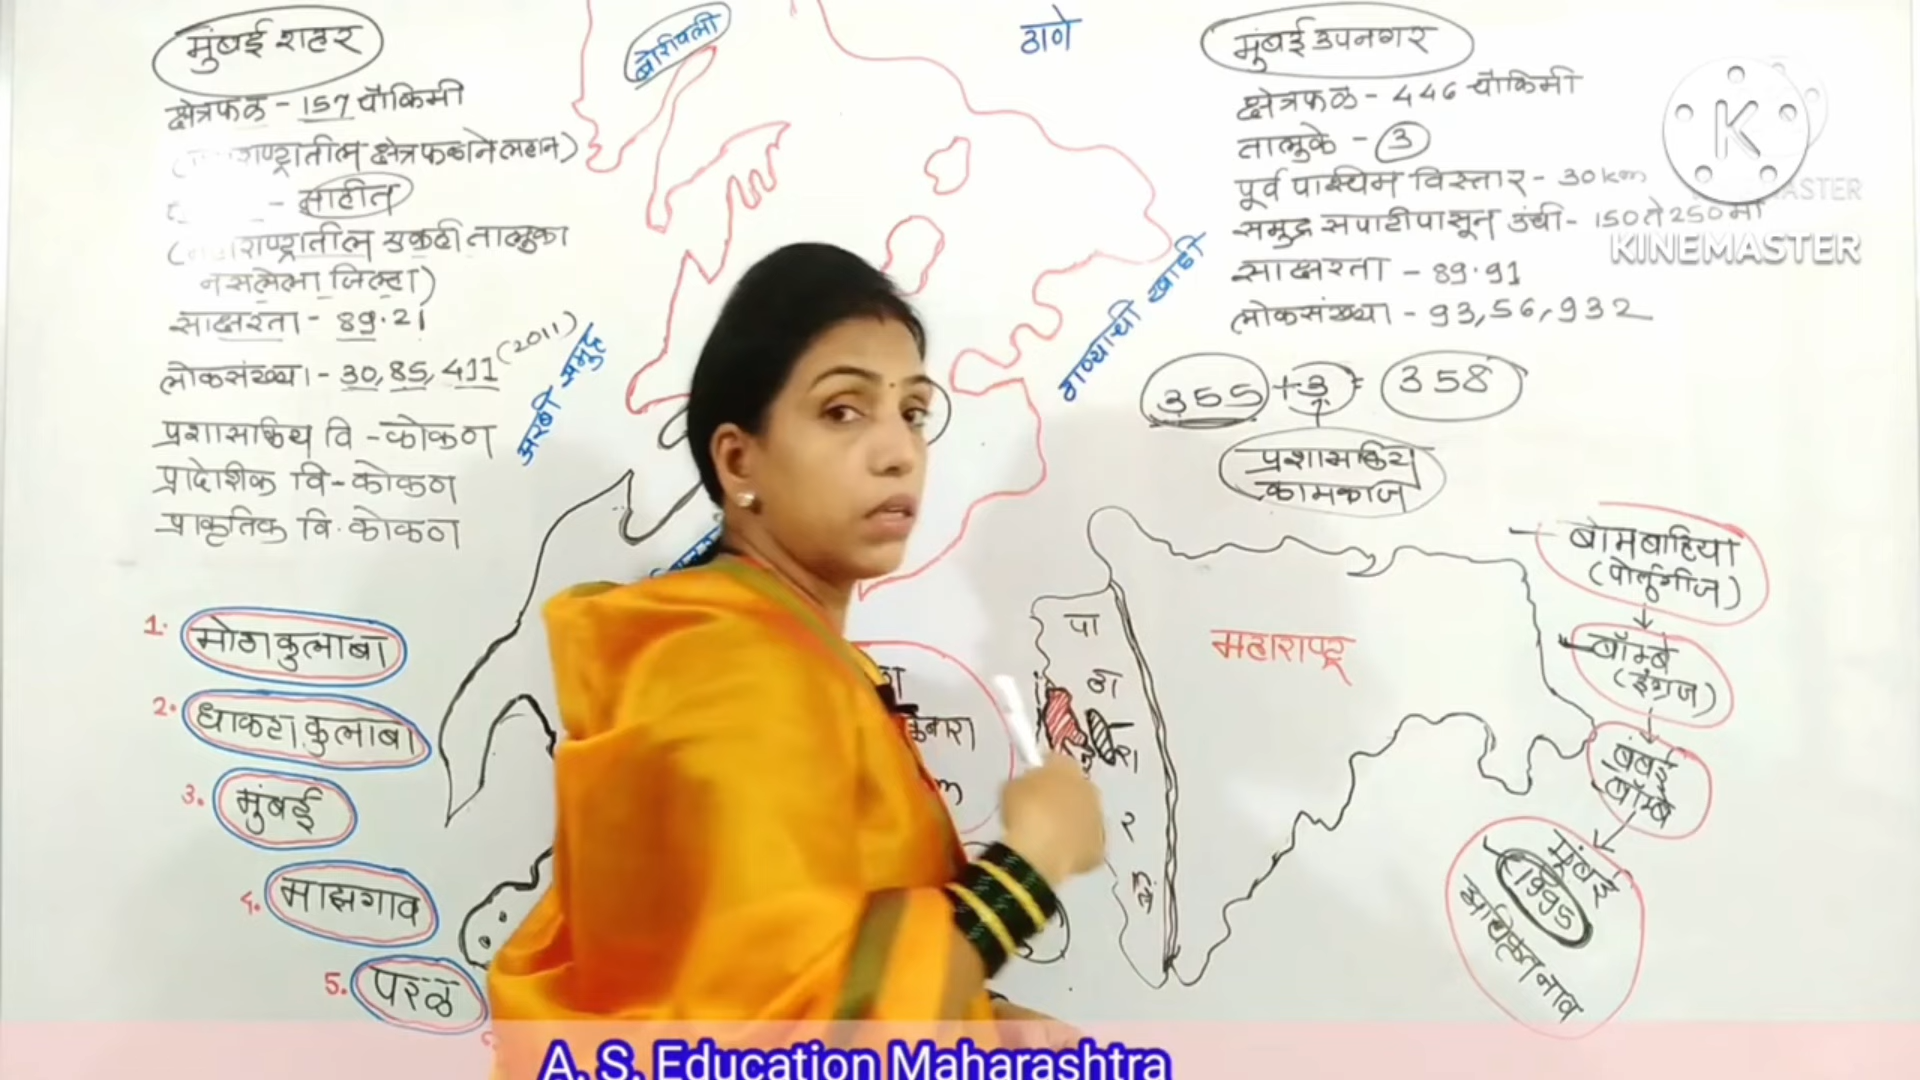 मुंबई शहर
क्षेत्रफळ - 157 चौकिमी
राष्ट्रातील क्षेत्रफळाने लहान)
- साहीत
राष्ट्रातील एकही तालुका
नसलेला जिल्हा)
साक्षरता - 89.21
लोकसंख्या - 30,85,411 (2011)
प्रशासकिय वि - कोकण
प्रादेशिक वि - कोकण
प्राकृतिक वि. कोकण
1. मोठा कुलाबा
2. धाकटा कुलाबा
3. मुंबई
4. माझगाव
5. परळ
बोरीवली
ठाणे
अरबी समुद्र
ठाण्याची खाडी
मुंबई उपनगर
क्षेत्रफळ - 446 चौकिमी
तालुके - 3
पूर्व पाश्चिम विस्तार - 30 km
समुद्र सपाटीपासून उंची - 150 ते 250 मी
साक्षरता - 89.91
लोकसंख्या - 93,56,932
355 + 3 = 358
प्रशासकिय
कामकाज
महाराष्ट्र
बोमबाहिया
(पोर्तुगीज)
बॉम्बे
(इंग्रज)
बंबई
बॉम्बे
मुंबई
(1995)
अधिकृत नाव
KINEMASTER
A. S. Education Maharashtra